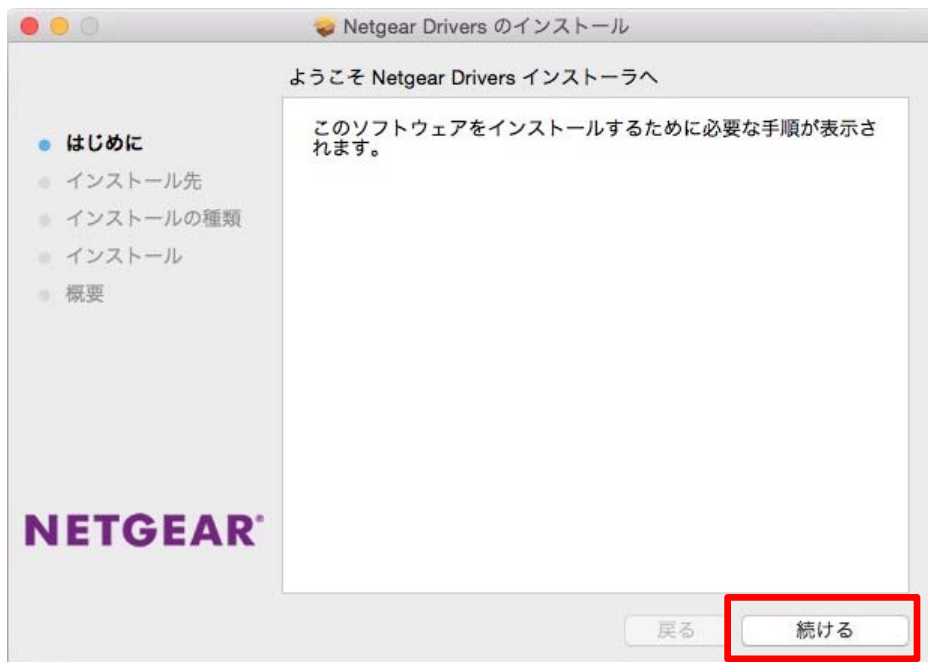 Netgear Drivers のインストール
ようこそ Netgear Drivers インストーラへ
はじめに
インストール先
インストールの種類
インストール
概要
このソフトウェアをインストールするために必要な手順が表示さ
れます。
NETGEAR®
戻る
続ける